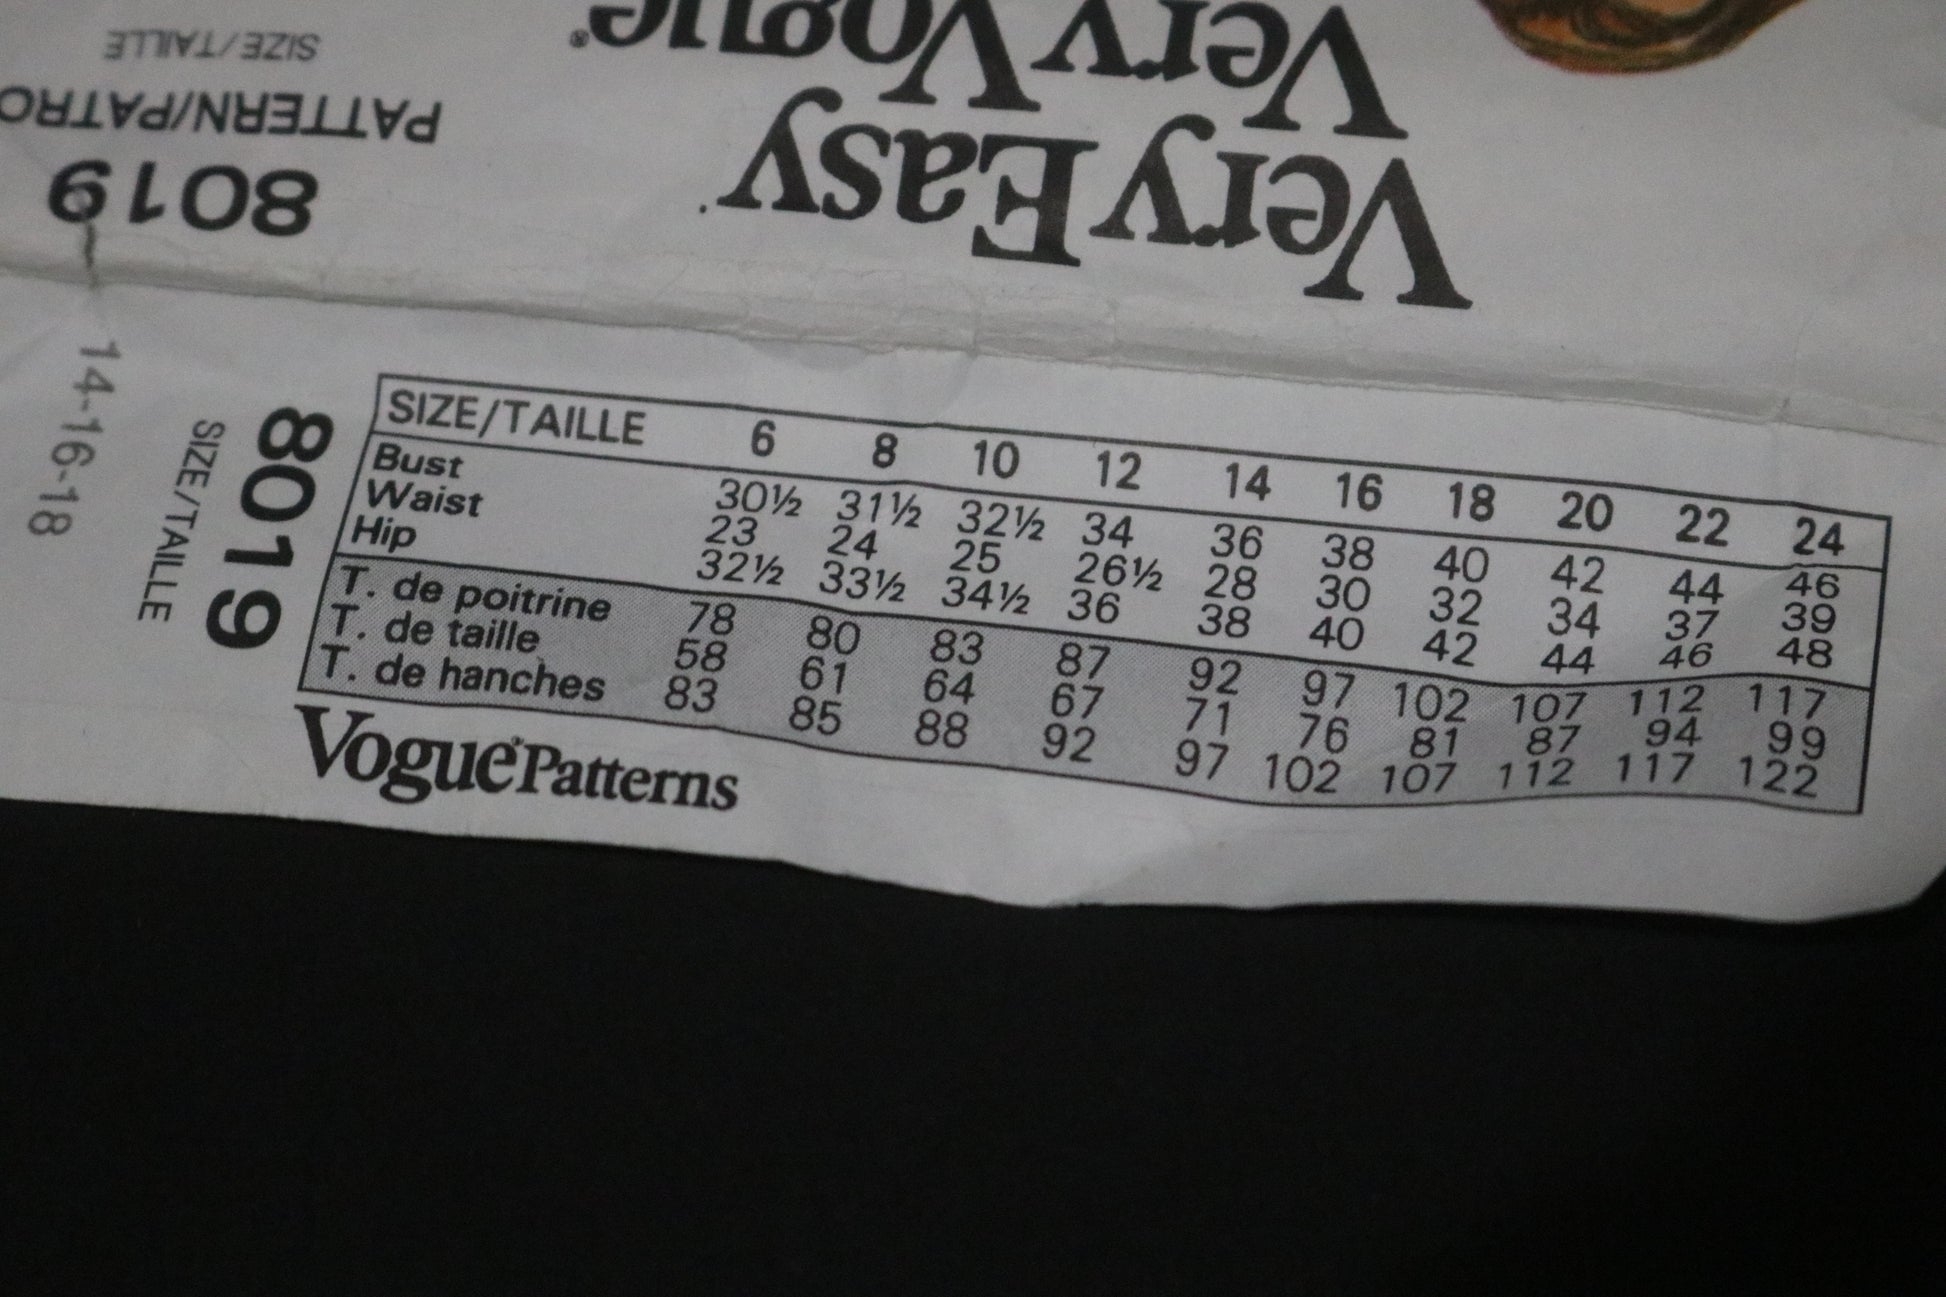 Very Easy
Very Vogue®
8019
PATTERN/PATRO
SIZE/TAILLE
14-16-18
SIZE/TAILLE
8019
SIZE/TAILLE 6 8 10 12 14 16 18 20 22 24
Bust 30½ 31½ 32½ 34 36 38 40 42 44 46
Waist 23 24 25 26½ 28 30 32 34 37 39
Hip 32½ 33½ 34½ 36 38 40 42 44 46 48
T. de poitrine 78 80 83 87 92 97 102 107 112 117
T. de taille 58 61 64 67 71 76 81 87 94 99
T. de hanches 83 85 88 92 97 102 107 112 117 122
Vogue® Patterns